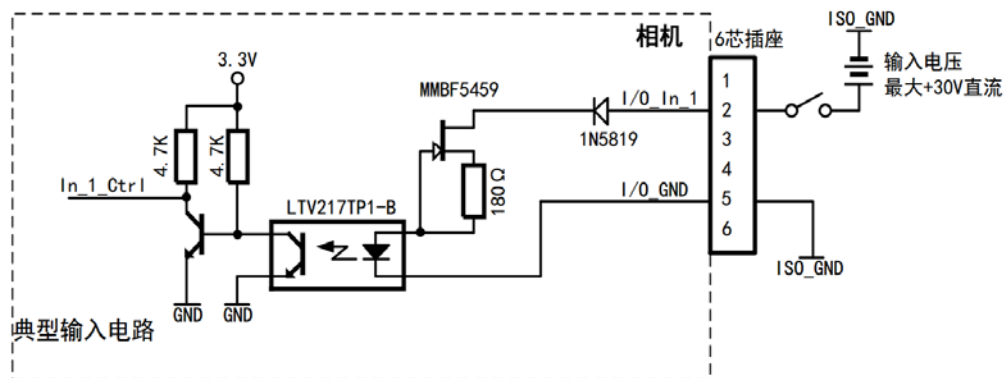 ISO_GND
相机
6芯插座
输入电压
最大+30V直流
3.3V
MMBF5459
I/O_In_1
1N5819
4.7K
4.7K
180Ω
In_1_Ctrl
LTV217TP1-B
I/O_GND
1
2
3
4
5
6
ISO_GND
GND
GND
典型输入电路